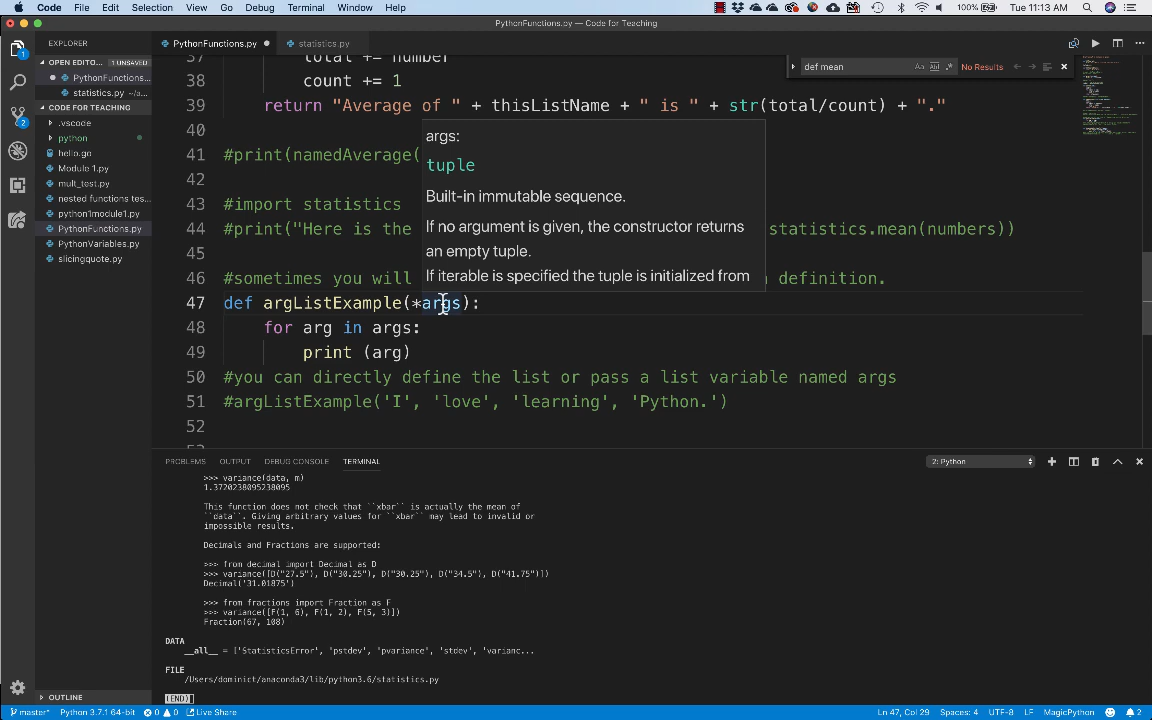 Code File Edit Selection View Go Debug Terminal Window Help 100% Tue 11:13 AM
PythonFunctions.py — Code for Teaching
EXPLORER PythonFunctions.py statistics.py
OPEN EDITO... 1 UNSAVED
PythonFunctions...
statistics.py ~/a...
CODE FOR TEACHING
.vscode
python
hello.go
Module 1.py
mult_test.py
nested functions tes...
python1module1.py
PythonFunctions.py
PythonVariables.py
slicingquote.py
OUTLINE
def mean Aa Abl .* No Results
37 total += number
38 count += 1
39 return "Average of " + thisListName + " is " + str(total/count) + "."
40
41 #print(namedAverage(
42
43 #import statistics
44 #print("Here is the statistics.mean(numbers))
45
46 #sometimes you will definition.
47 def argListExample(*args):
48 for arg in args:
49 print (arg)
50 #you can directly define the list or pass a list variable named args
51 #argListExample('I', 'love', 'learning', 'Python.')
52
args:
tuple
Built-in immutable sequence.
If no argument is given, the constructor returns
an empty tuple.
If iterable is specified the tuple is initialized from
PROBLEMS OUTPUT DEBUG CONSOLE TERMINAL 2: Python
>>> variance(data, m)
1.3720238095238095
This function does not check that ``xbar`` is actually the mean of
``data``. Giving arbitrary values for ``xbar`` may lead to invalid or
impossible results.
Decimals and Fractions are supported:
>>> from decimal import Decimal as D
>>> variance([D("27.5"), D("30.25"), D("30.25"), D("34.5"), D("41.75")])
Decimal('31.01875')
>>> from fractions import Fraction as F
>>> variance([F(1, 6), F(1, 2), F(5, 3)])
Fraction(67, 108)
DATA
__all__ = ['StatisticsError', 'pstdev', 'pvariance', 'stdev', 'varianc...
FILE
/Users/dominict/anaconda3/lib/python3.6/statistics.py
(END)
master* Python 3.7.1 64-bit 0 0 Live Share Ln 47, Col 29 Spaces: 4 UTF-8 LF MagicPython 2